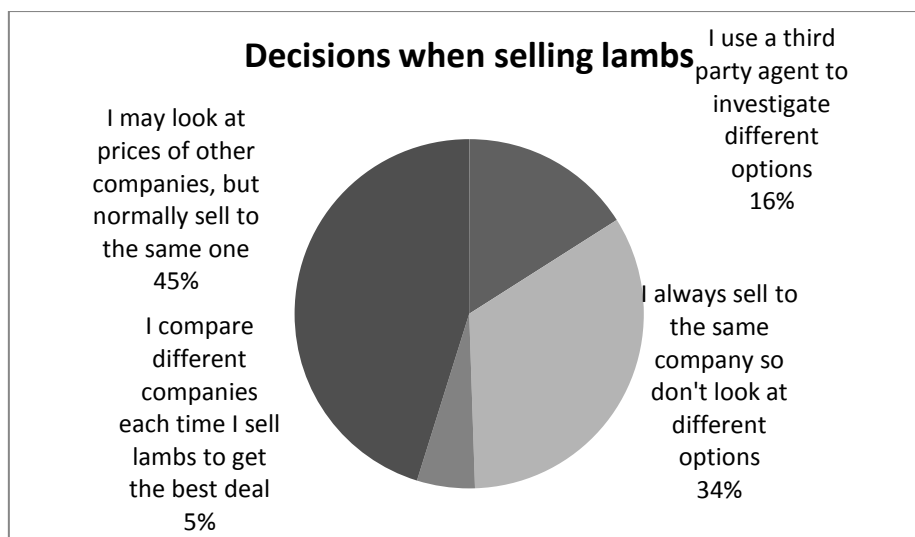 Decisions when selling lambs
I use a third
party agent to
investigate
different
options
16%
I always sell to
the same
company so
don't look at
different
options
34%
I compare
different
companies
each time I sell
lambs to get
the best deal
5%
I may look at
prices of other
companies, but
normally sell to
the same one
45%